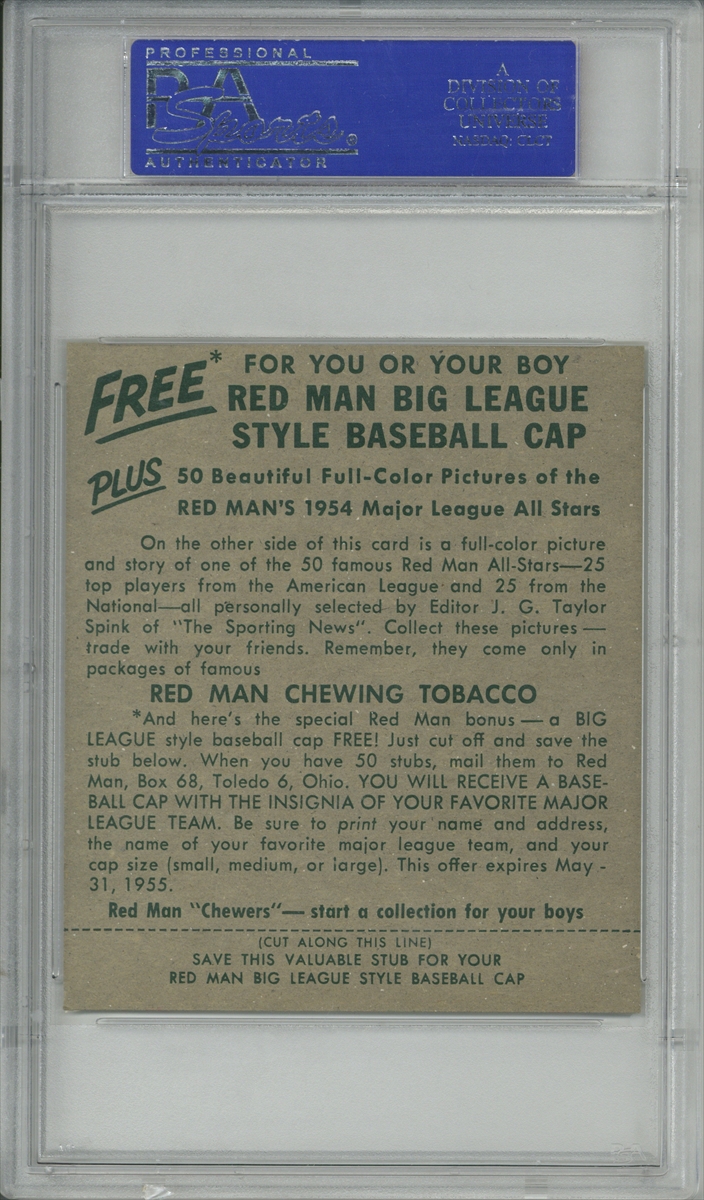 PROFESSIONAL
PSA
Sports
AUTHENTICATOR
A
DIVISION OF
COLLECTORS
UNIVERSE
NASDAQ: CLCT
FREE* FOR YOU OR YOUR BOY
RED MAN BIG LEAGUE
STYLE BASEBALL CAP
PLUS 50 Beautiful Full-Color Pictures of the
RED MAN'S 1954 Major League All Stars
On the other side of this card is a full-color picture
and story of one of the 50 famous Red Man All-Stars—25
top players from the American League and 25 from the
National—all personally selected by Editor J. G. Taylor
Spink of "The Sporting News". Collect these pictures—
trade with your friends. Remember, they come only in
packages of famous
RED MAN CHEWING TOBACCO
*And here's the special Red Man bonus—a BIG
LEAGUE style baseball cap FREE! Just cut off and save the
stub below. When you have 50 stubs, mail them to Red
Man, Box 68, Toledo 6, Ohio. YOU WILL RECEIVE A BASE-
BALL CAP WITH THE INSIGNIA OF YOUR FAVORITE MAJOR
LEAGUE TEAM. Be sure to print your name and address,
the name of your favorite major league team, and your
cap size (small, medium, or large). This offer expires May -
31, 1955.
Red Man "Chewers"—start a collection for your boys
(CUT ALONG THIS LINE)
SAVE THIS VALUABLE STUB FOR YOUR
RED MAN BIG LEAGUE STYLE BASEBALL CAP